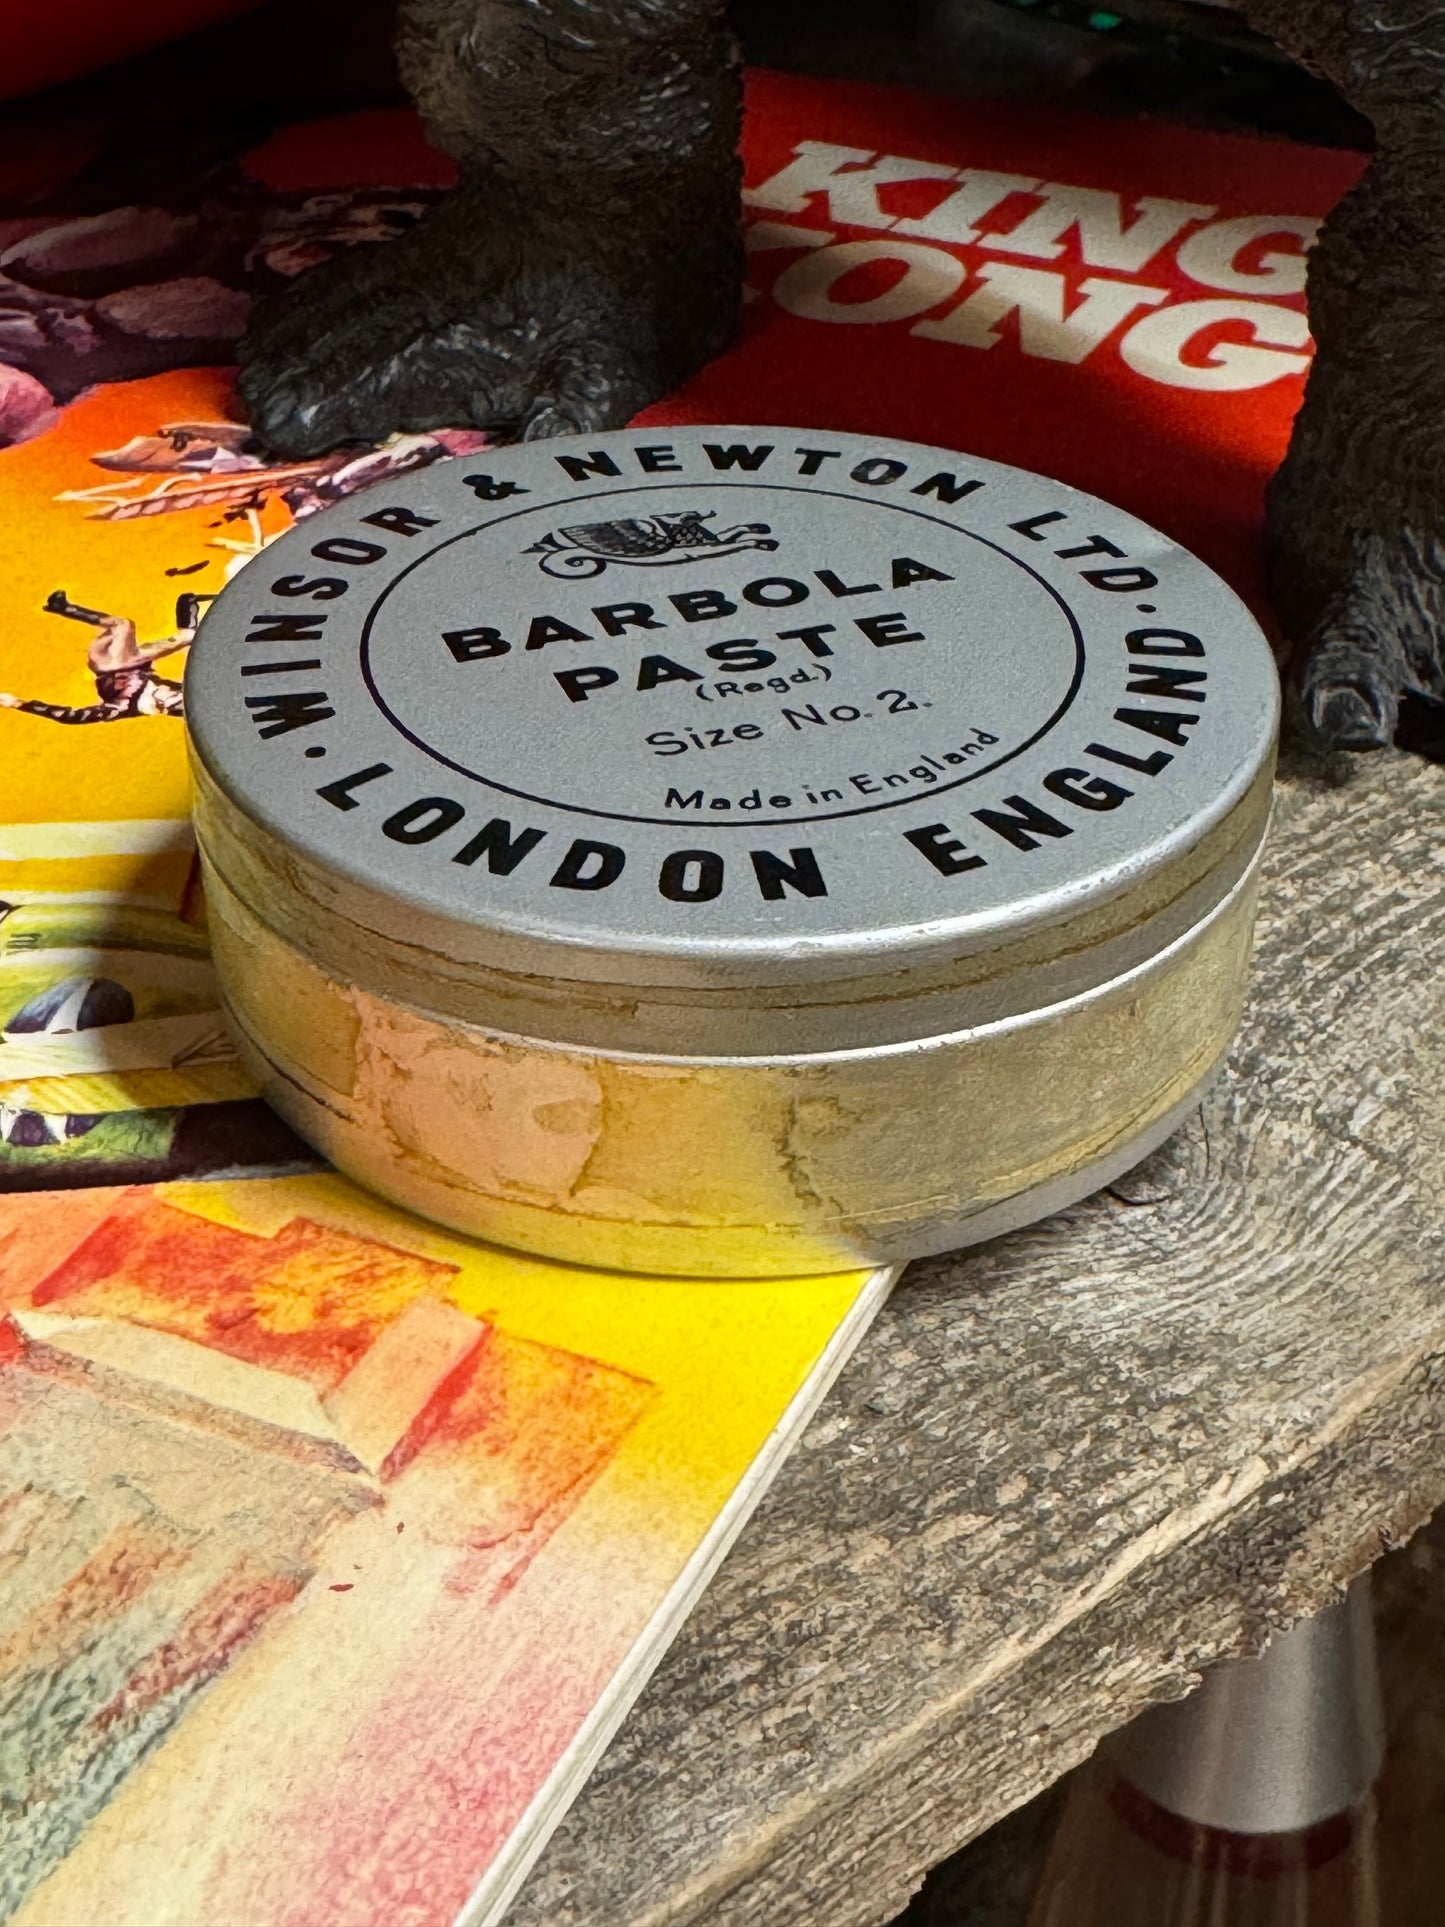 KING
KONG
WINSOR & NEWTON LTD.
BARBOLA
PASTE
(Regd.)
Size No. 2.
Made in England
LONDON ENGLAND